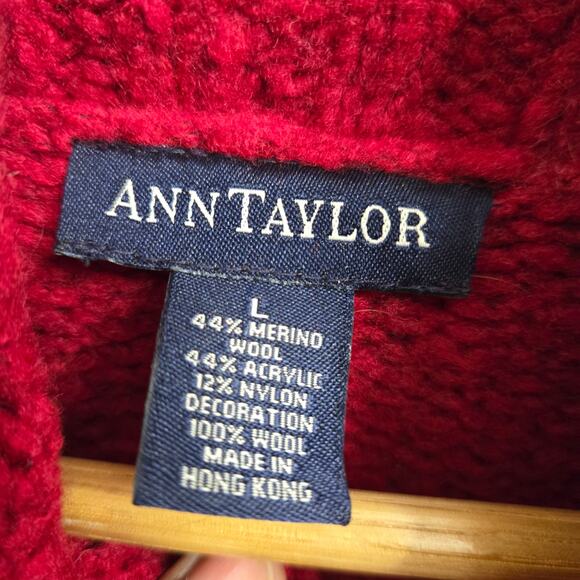 ANN TAYLOR
L
44% MERINO
WOOL
44% ACRYLIC
12% NYLON
DECORATION
100% WOOL
MADE IN
HONG KONG